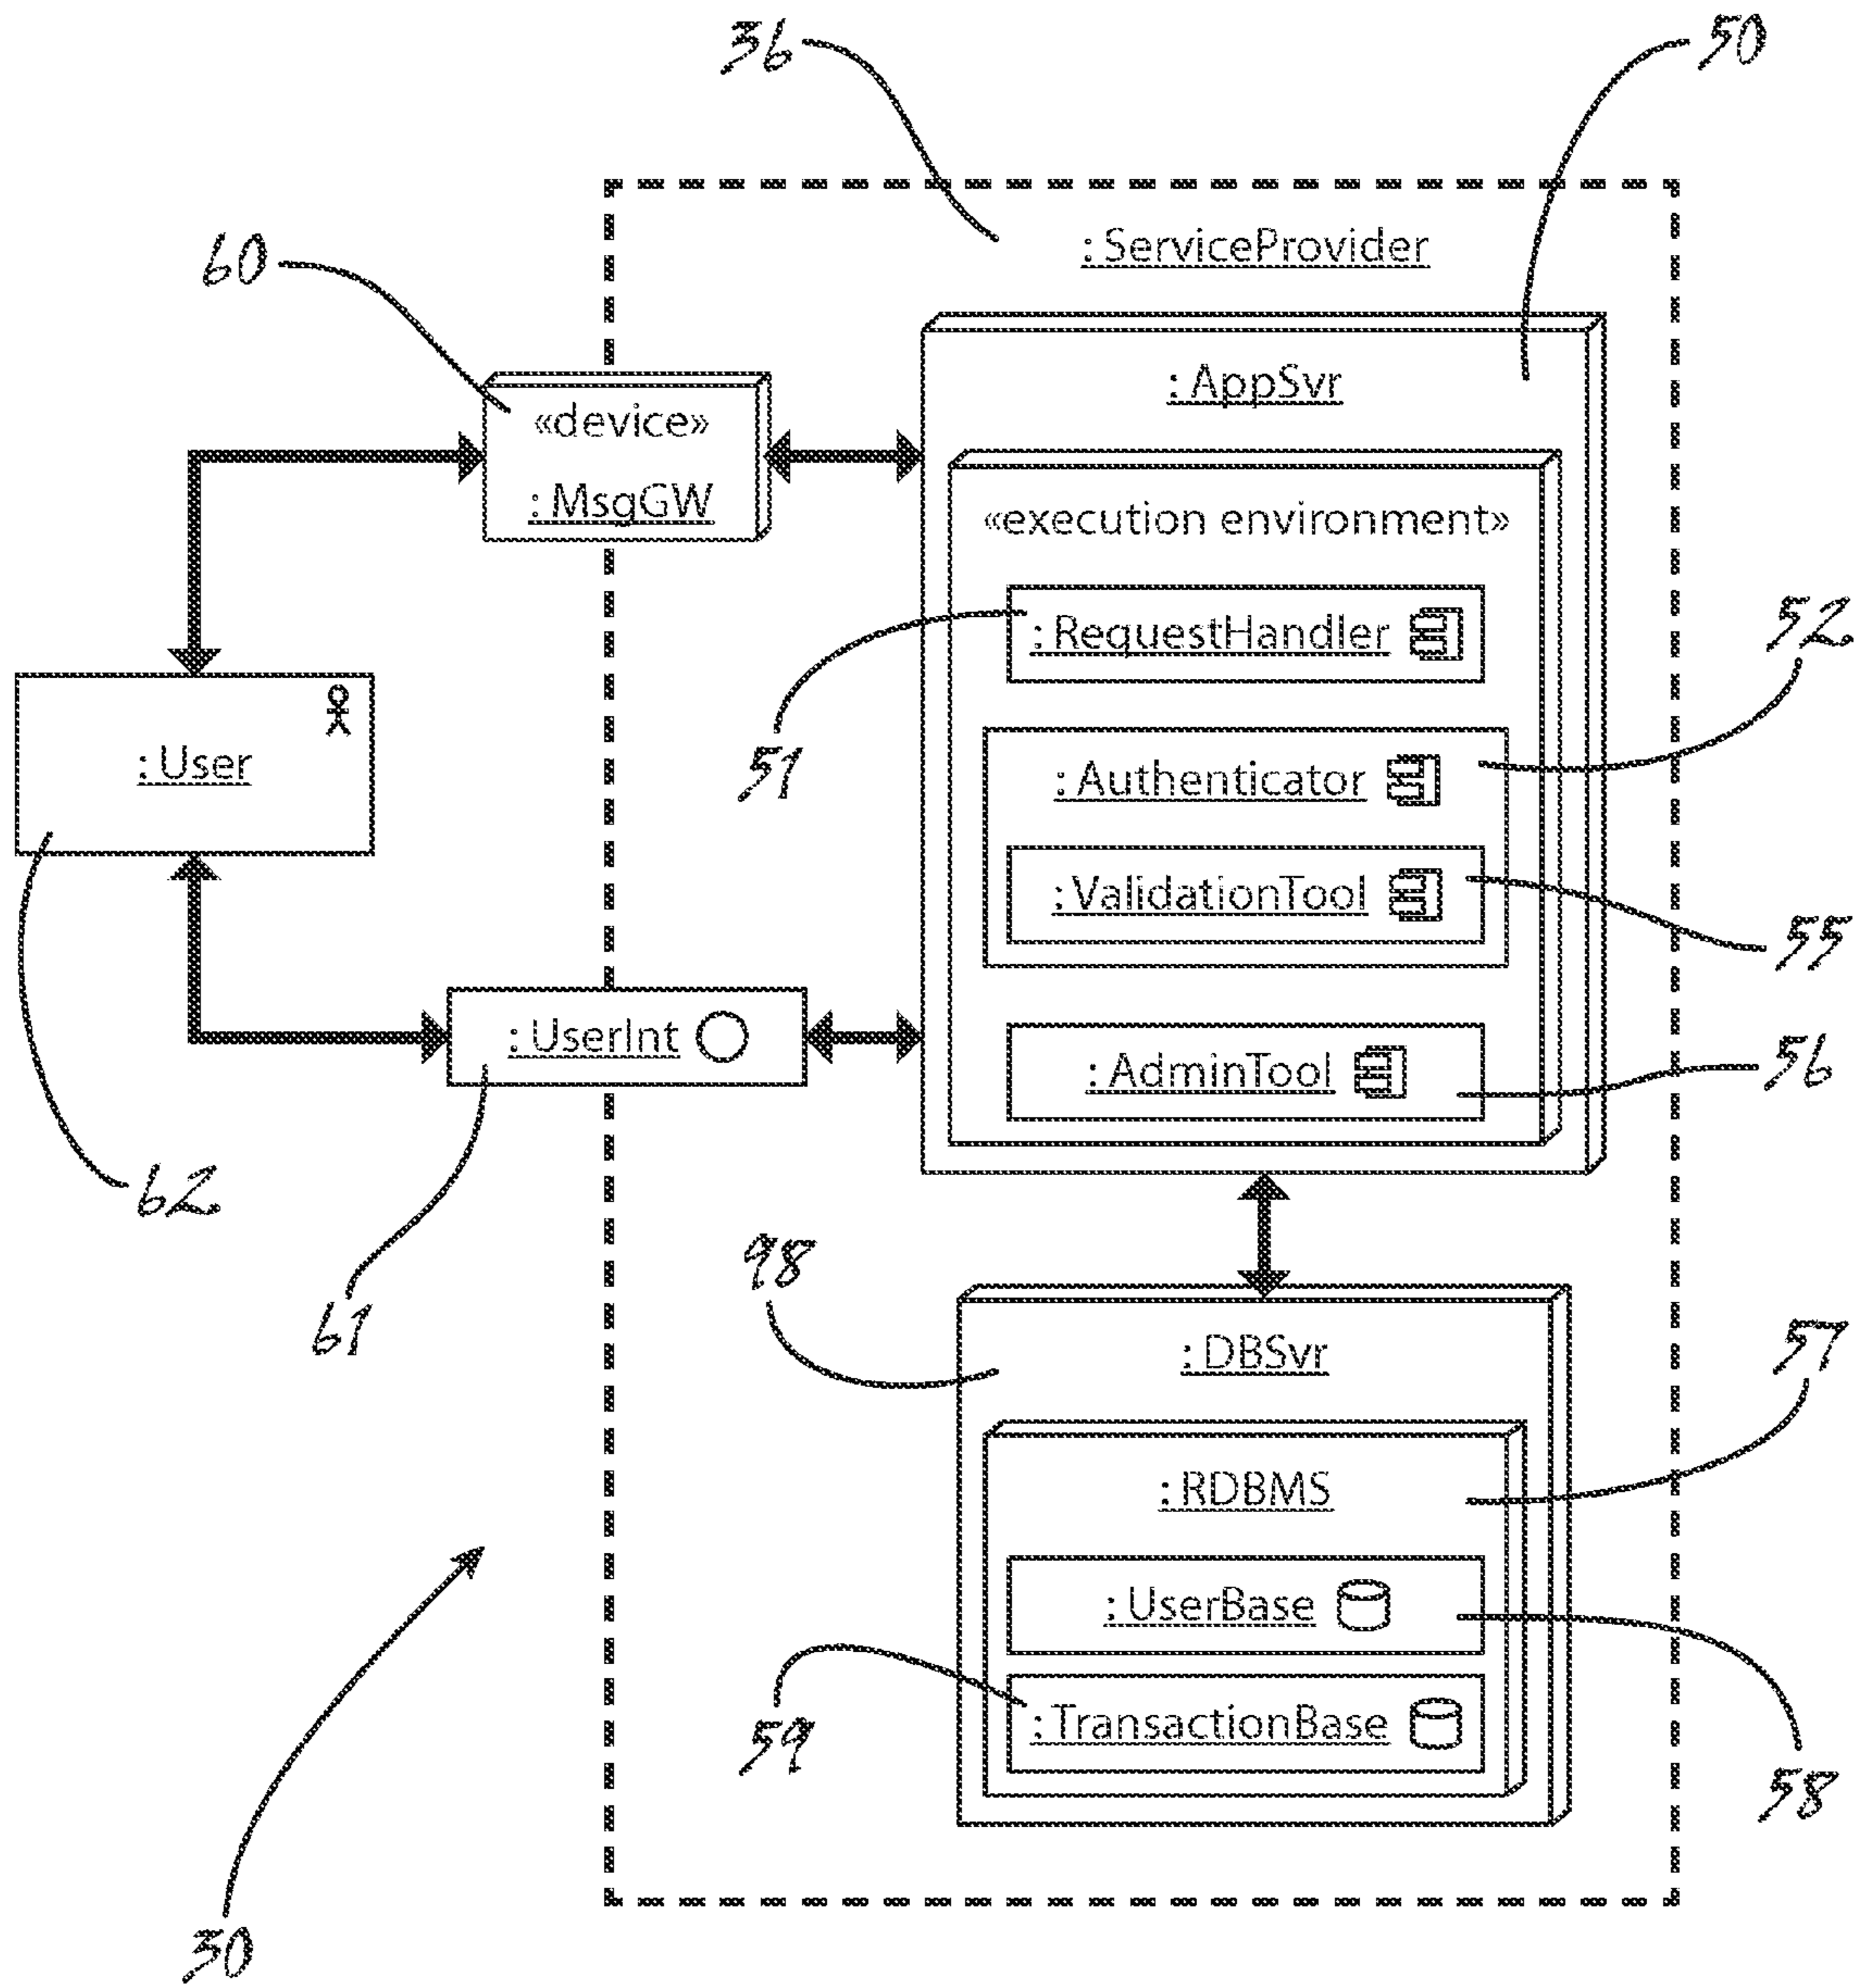 36
50
: ServiceProvider
60
: AppSvr
«device»
: MsgGW
«execution environment»
: RequestHandler
52
: User
51
: Authenticator
: ValidationTool
55
: UserInt
: AdminTool
56
62
98
61
: DBSvr
57
: RDBMS
: UserBase
59
: TransactionBase
58
30